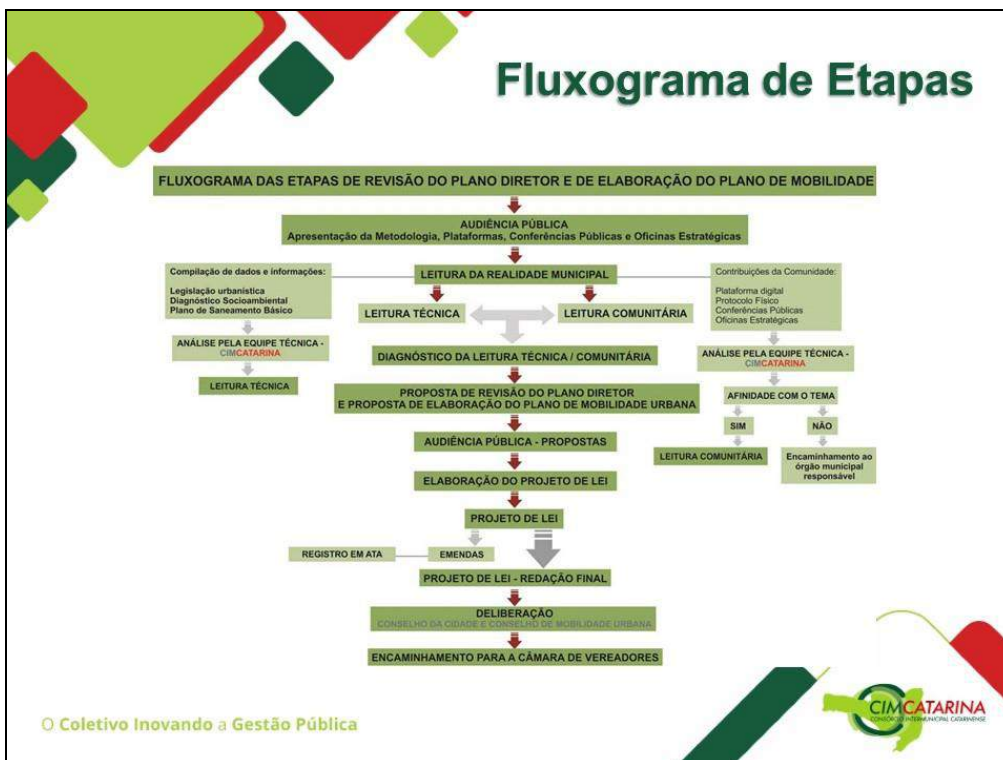 Fluxograma de Etapas
FLUXOGRAMA DAS ETAPAS DE REVISÃO DO PLANO DIRETOR E DE ELABORAÇÃO DO PLANO DE MOBILIDADE
AUDIÊNCIA PÚBLICA
Apresentação da Metodologia, Plataformas, Conferências Públicas e Oficinas Estratégicas
Compilação de dados e informações:
Legislação urbanística
Diagnóstico Socioambiental
Plano de Saneamento Básico
ANÁLISE PELA EQUIPE TÉCNICA -
CIMCATARINA
LEITURA TÉCNICA
LEITURA DA REALIDADE MUNICIPAL
LEITURA TÉCNICA
LEITURA COMUNITÁRIA
Contribuições da Comunidade:
Plataforma digital
Protocolo Físico
Conferências Públicas
Oficinas Estratégicas
ANÁLISE PELA EQUIPE TÉCNICA -
CIMCATARINA
AFINIDADE COM O TEMA
SIM
NÃO
LEITURA COMUNITÁRIA
Encaminhamento ao
órgão municipal
responsável
DIAGNÓSTICO DA LEITURA TÉCNICA / COMUNITÁRIA
PROPOSTA DE REVISÃO DO PLANO DIRETOR
E PROPOSTA DE ELABORAÇÃO DO PLANO DE MOBILIDADE URBANA
AUDIÊNCIA PÚBLICA - PROPOSTAS
ELABORAÇÃO DO PROJETO DE LEI
PROJETO DE LEI
REGISTRO EM ATA
EMENDAS
PROJETO DE LEI - REDAÇÃO FINAL
DELIBERAÇÃO
CONSELHO DA CIDADE E CONSELHO DE MOBILIDADE URBANA
ENCAMINHAMENTO PARA A CÂMARA DE VEREADORES
O Coletivo Inovando a Gestão Pública
CIMCATARINA
CONSÓRCIO INTERMUNICIPAL CATARINENSE